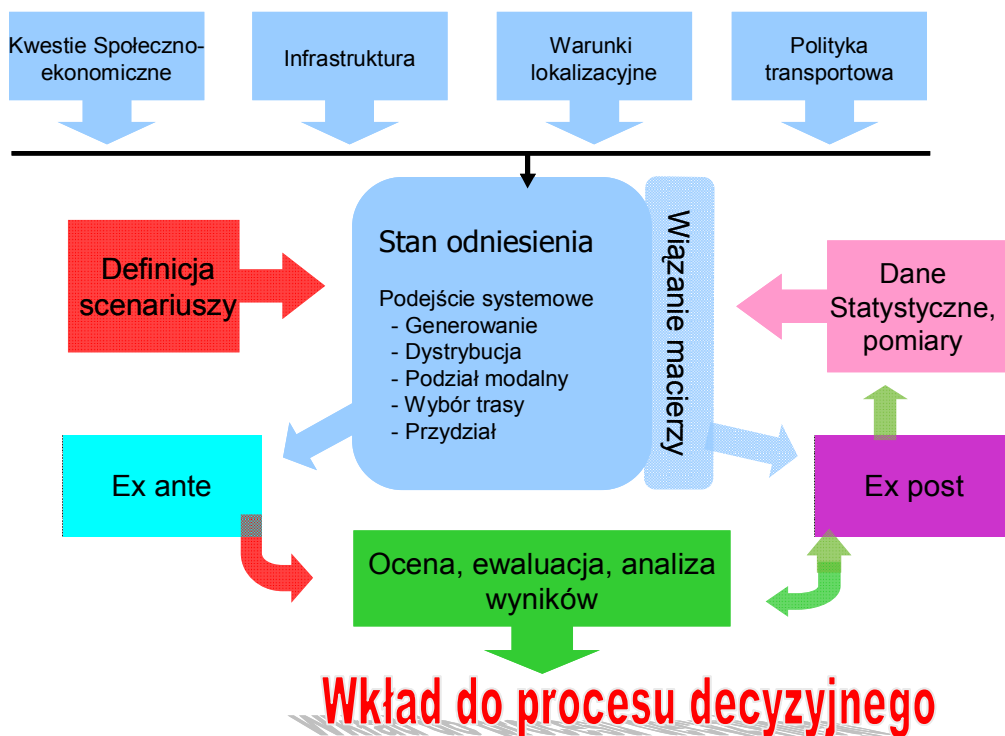 Kwestie Społeczno-
ekonomiczne
Infrastruktura
Warunki
lokalizacyjne
Polityka
transportowa
Definicja
scenariuszy
Stan odniesienia
Podejście systemowe
- Generowanie
- Dystrybucja
- Podział modalny
- Wybór trasy
- Przydział
Wiązanie macierzy
Dane
Statystyczne,
pomiary
Ex ante
Ex post
Ocena, ewaluacja, analiza
wyników
Wkład do procesu decyzyjnego